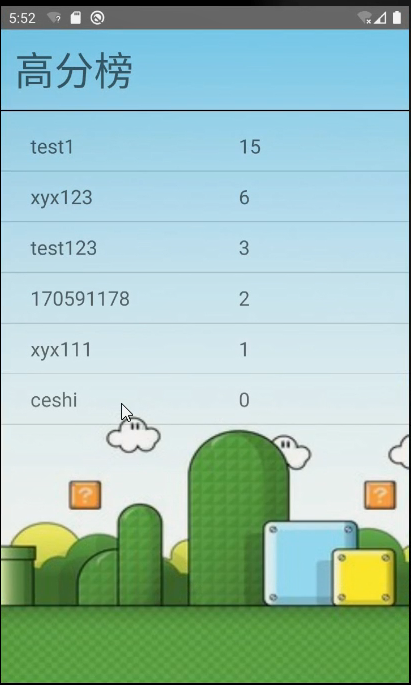 5:52
高分榜
test1 15
xyx123 6
test123 3
170591178 2
xyx111 1
ceshi 0
? ?